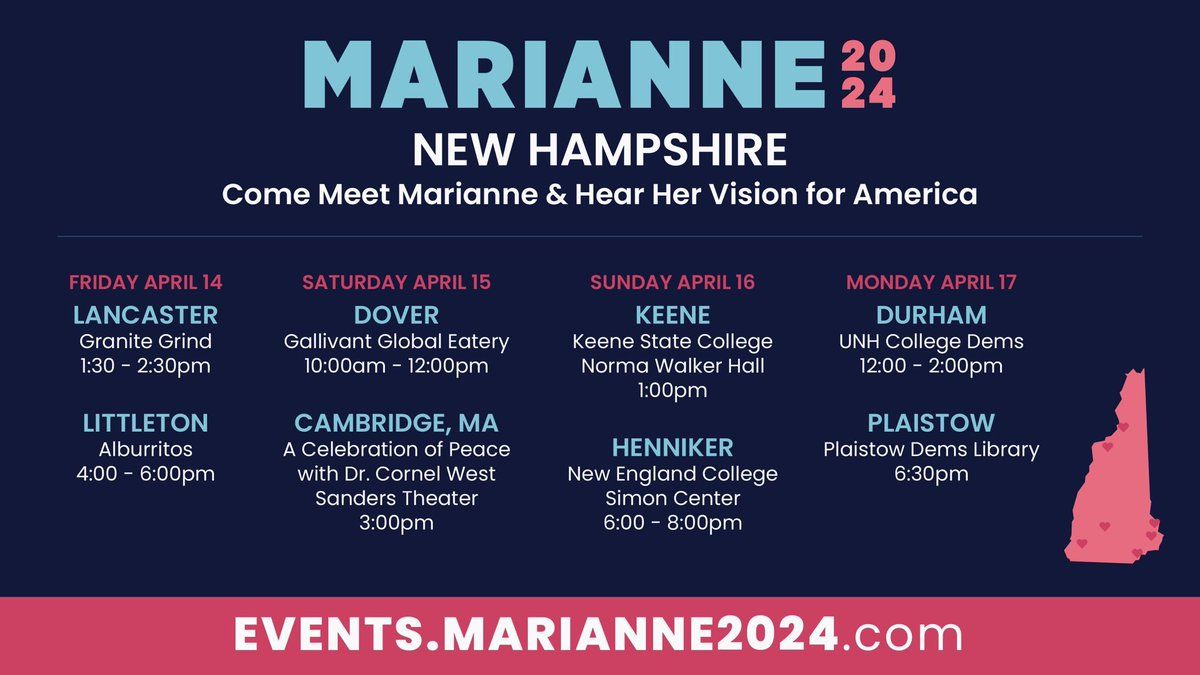 MARIANNE 2024
NEW HAMPSHIRE
Come Meet Marianne & Hear Her Vision for America
FRIDAY APRIL 14
LANCASTER
Granite Grind
1:30 - 2:30pm
LITTLETON
Alburritos
4:00 - 6:00pm
SATURDAY APRIL 15
DOVER
Gallivant Global Eatery
10:00am - 12:00pm
CAMBRIDGE, MA
A Celebration of Peace
with Dr. Cornel West
Sanders Theater
3:00pm
SUNDAY APRIL 16
KEENE
Keene State College
Norma Walker Hall
1:00pm
HENNIKER
New England College
Simon Center
6:00 - 8:00pm
MONDAY APRIL 17
DURHAM
UNH College Dems
12:00 - 2:00pm
PLAISTOW
Plaistow Dems Library
6:30pm
EVENTS.MARIANNE2024.com